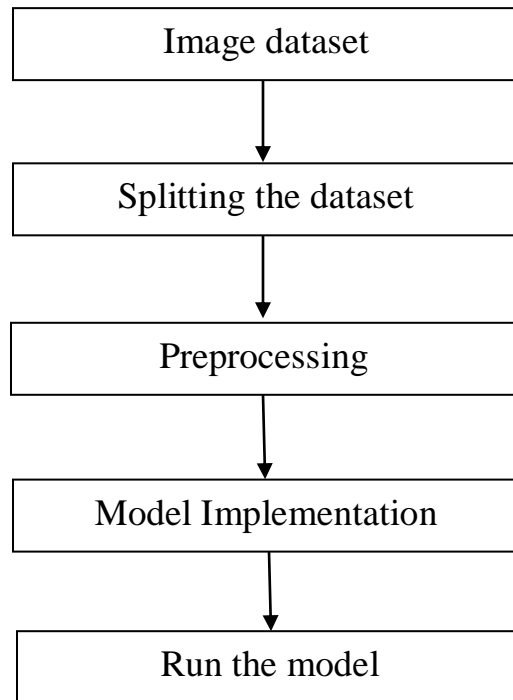 Image dataset
Splitting the dataset
Preprocessing
Model Implementation
Run the model